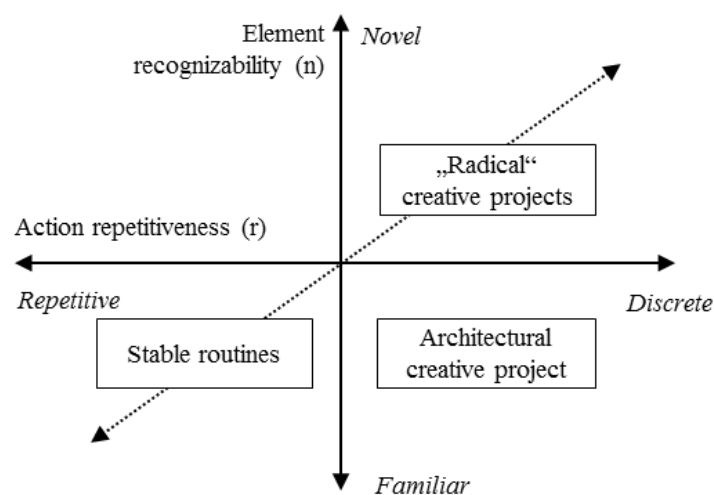 Element
recognizability (n)
Novel
„Radical“
creative projects
Action repetitiveness (r)
Repetitive
Discrete
Stable routines
Architectural
creative project
Familiar